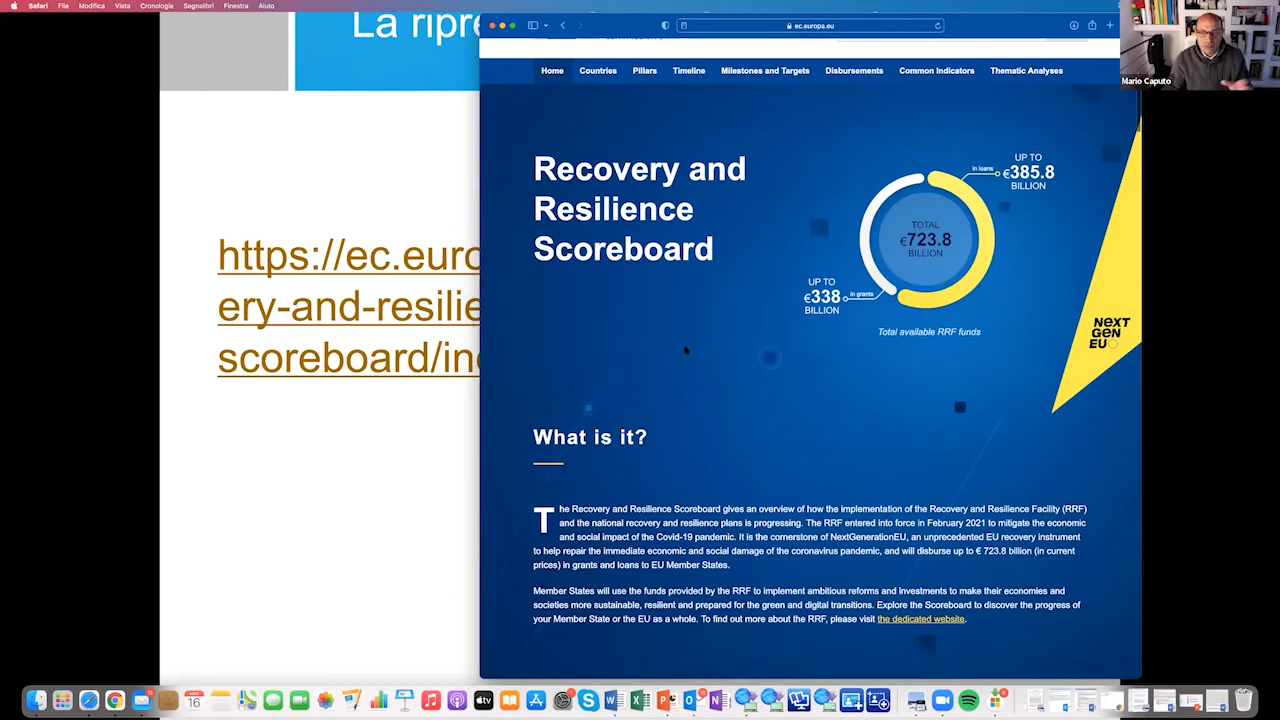 Safari File Modifica Vista Cronologia Segnalibri Finestra Aiuto
La ripre
ec.europa.eu
Mario Caputo
Home Countries Pillars Timeline Milestones and Targets Disbursements Common Indicators Thematic Analyses
Recovery and
Resilience
Scoreboard
UP TO
€385.8
BILLION
in loans
TOTAL
€723.8
BILLION
UP TO
€338
BILLION
in grants
Total available RRF funds
NEXT
GEN
EU
https://ec.euro
ery-and-resilie
scoreboard/in
What is it?
The Recovery and Resilience Scoreboard gives an overview of how the implementation of the Recovery and Resilience Facility (RRF)
and the national recovery and resilience plans is progressing. The RRF entered into force in February 2021 to mitigate the economic
and social impact of the Covid-19 pandemic. It is the cornerstone of NextGenerationEU, an unprecedented EU recovery instrument
to help repair the immediate economic and social damage of the coronavirus pandemic, and will disburse up to € 723.8 billion (in current
prices) in grants and loans to EU Member States.
Member States will use the funds provided by the RRF to implement ambitious reforms and investments to make their economies and
societies more sustainable, resilient and prepared for the green and digital transitions. Explore the Scoreboard to discover the progress of
your Member State or the EU as a whole. To find out more about the RRF, please visit the dedicated website.
16